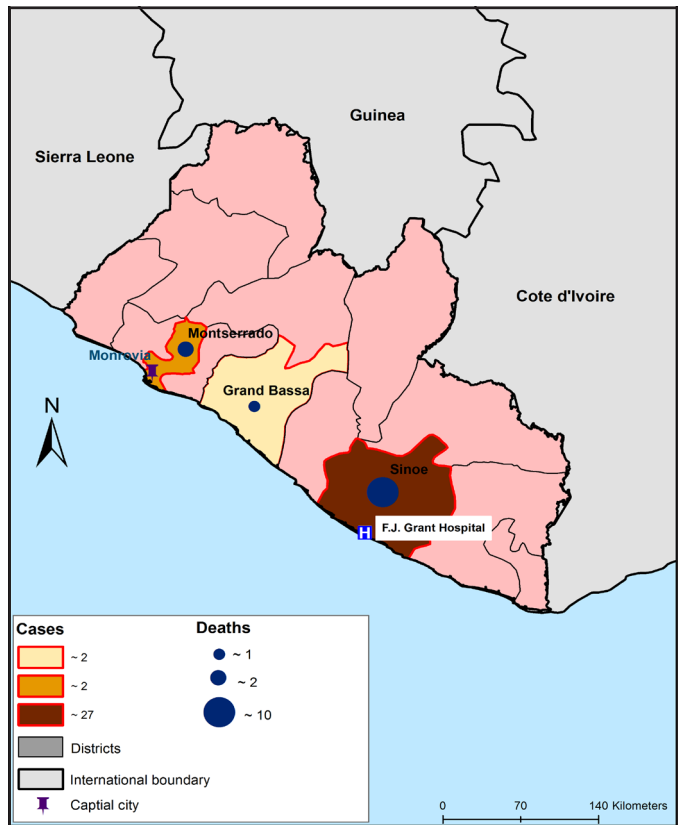 Guinea
Sierra Leone
Cote d'Ivoire
Montserrado
Monrovia
Grand Bassa
N
Sinoe
F.J. Grant Hospital
H
Cases
Deaths
~ 2
~ 1
~ 2
~ 2
~ 27
~ 10
Districts
International boundary
Captial city
0 70 140 Kilometers